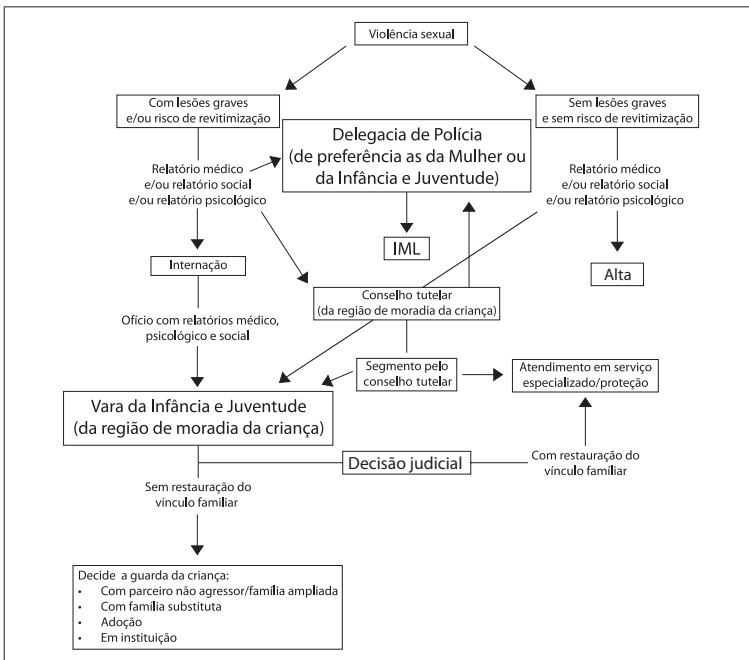 Violência sexual
Com lesões graves
e/ou risco de revitimização
Sem lesões graves
e sem risco de revitimização
Delegacia de Polícia
(de preferência as da Mulher ou
da Infância e Juventude)
Relatório médico
e/ou relatório social
e/ou relatório psicológico
Relatório médico
e/ou relatório social
e/ou relatório psicológico
IML
Internação
Alta
Conselho tutelar
(da região de moradia da criança)
Ofício com relatórios médico,
psicológico e social
Segmento pelo
conselho tutelar
Atendimento em serviço
especializado/proteção
Vara da Infância e Juventude
(da região de moradia da criança)
Decisão judicial
Com restauração do
vínculo famíliar
Sem restauração do
vínculo familiar
Decide a guarda da criança:
• Com parceiro não agressor/família ampliada
• Com família substituta
• Adoção
• Em instituição